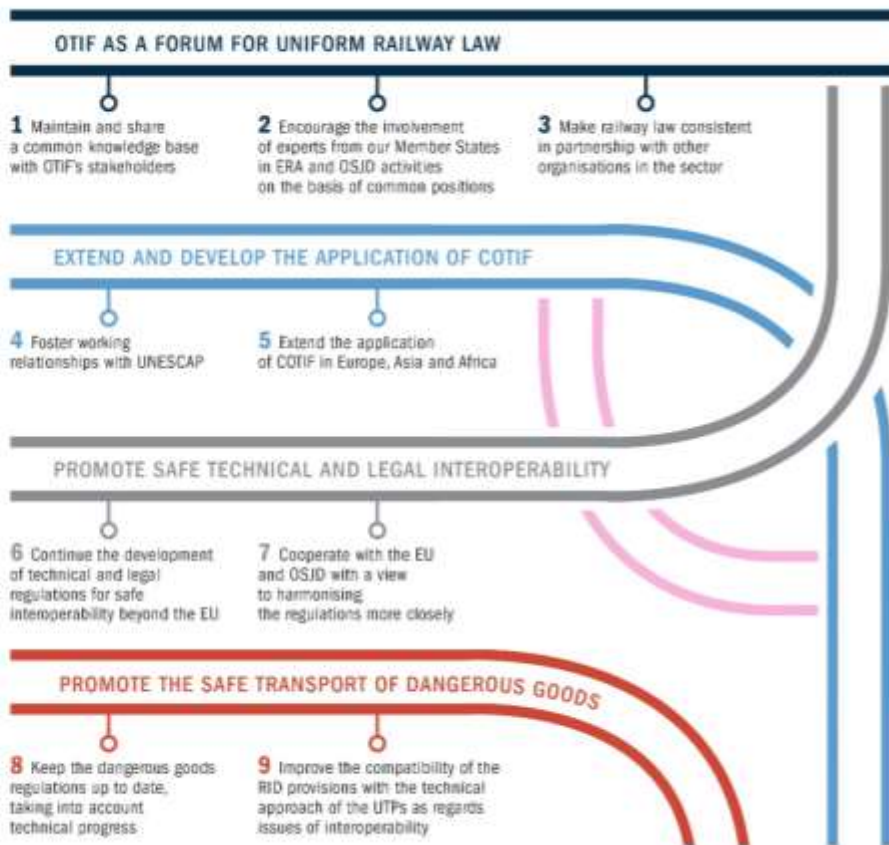 OTIF AS A FORUM FOR UNIFORM RAILWAY LAW
1 Maintain and share
a common knowledge base
with OTIF's stakeholders
2 Encourage the involvement
of experts from our Member States
in ERA and OSJD activities
on the basis of common positions
3 Make railway law consistent
in partnership with other
organisations in the sector
EXTEND AND DEVELOP THE APPLICATION OF COTIF
4 Foster working
relationships with UNESCAP
5 Extend the application
of COTIF in Europe, Asia and Africa
PROMOTE SAFE TECHNICAL AND LEGAL INTEROPERABILITY
6 Continue the development
of technical and legal
regulations for safe
interoperability beyond the EU
7 Cooperate with the EU
and OSJD with a view
to harmonising
the regulations more closely
PROMOTE THE SAFE TRANSPORT OF DANGEROUS GOODS
8 Keep the dangerous goods
regulations up to date,
taking into account
technical progress
9 Improve the compatibility of the
RID provisions with the technical
approach of the UTPs as regards
issues of interoperability